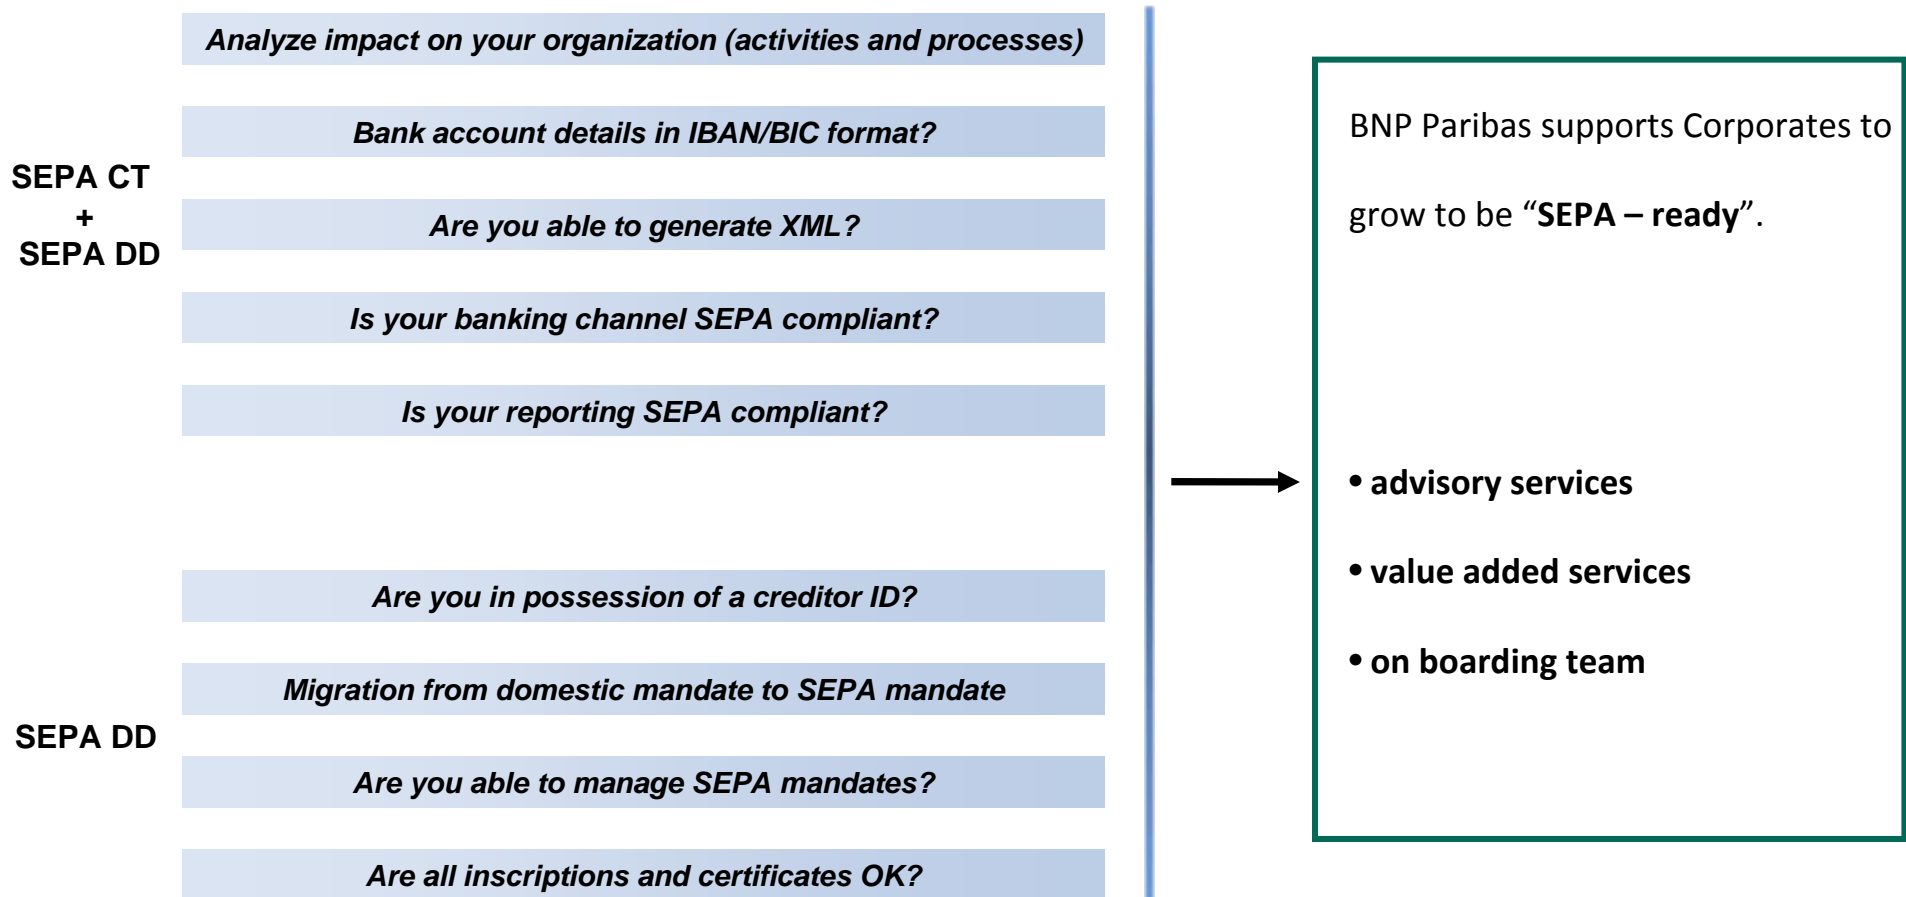 Analyze impact on your organization (activities and processes)
Bank account details in IBAN/BIC format?
SEPA CT
+
SEPA DD
Are you able to generate XML?
Is your banking channel SEPA compliant?
Is your reporting SEPA compliant?
Are you in possession of a creditor ID?
Migration from domestic mandate to SEPA mandate
SEPA DD
Are you able to manage SEPA mandates?
Are all inscriptions and certificates OK?
BNP Paribas supports Corporates to
grow to be “SEPA – ready”.
• advisory services
• value added services
• on boarding team